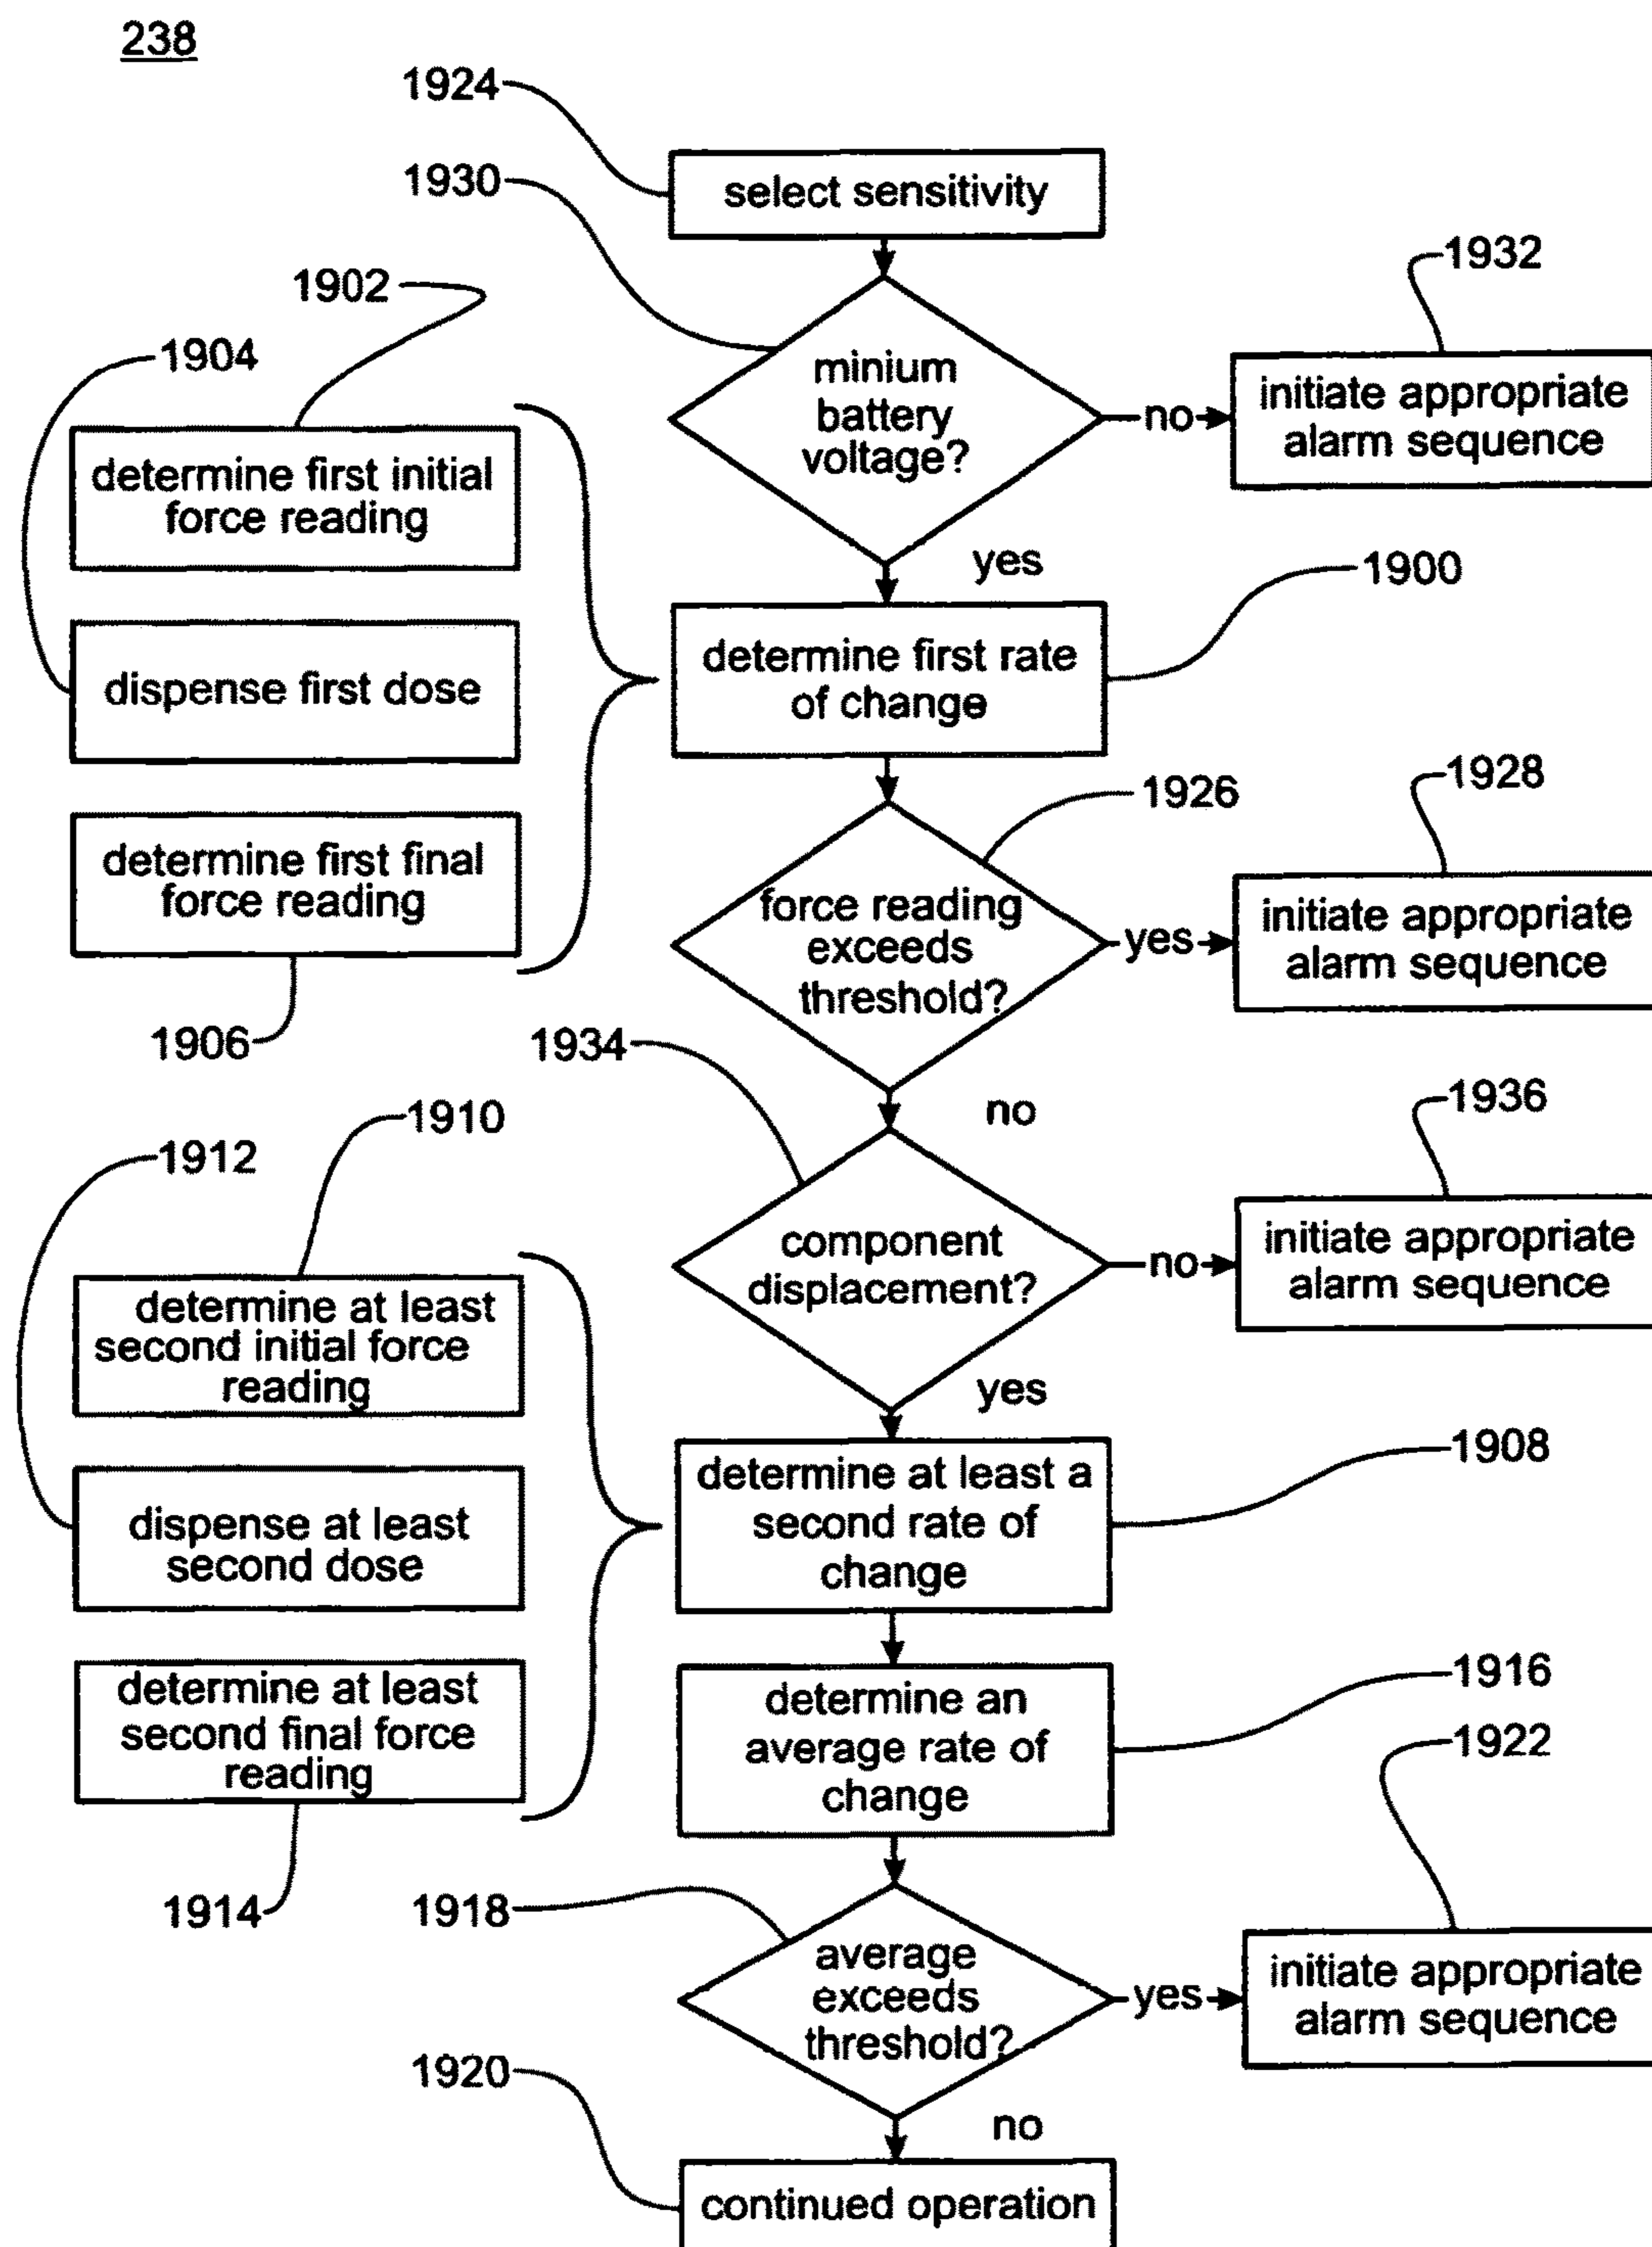 238
1924
select sensitivity
1930
1932
minium
battery
voltage?
no
initiate appropriate
alarm sequence
yes
1902
1904
determine first initial
force reading
dispense first dose
determine first final
force reading
1906
1900
determine first rate
of change
1926
1928
force reading
exceeds
threshold?
yes
initiate appropriate
alarm sequence
no
1934
1936
component
displacement?
no
initiate appropriate
alarm sequence
yes
1910
1912
determine at least
second initial force
reading
dispense at least
second dose
determine at least
second final force
reading
1914
1908
determine at least a
second rate of
change
1916
determine an
average rate of
change
1918
1922
average
exceeds
threshold?
yes
initiate appropriate
alarm sequence
no
1920
continued operation